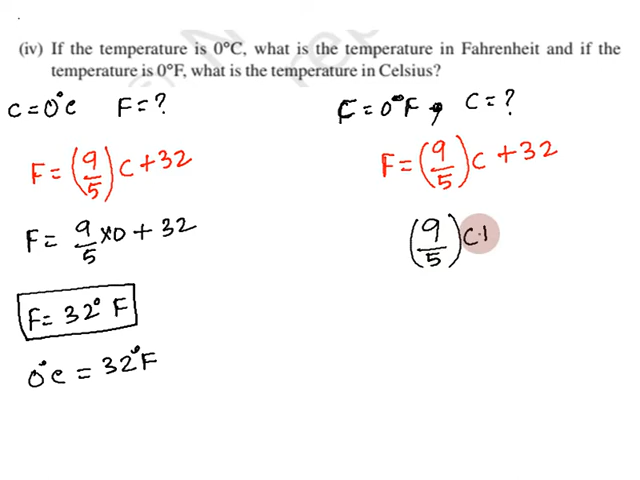 (iv) If the temperature is 0°C, what is the temperature in Fahrenheit and if the
temperature is 0°F, what is the temperature in Celsius?
C=0°C F=?
F=(9/5)C+32
F=9/5×0+32
F=32°F
0°C=32°F
F=0°F, C=?
F=(9/5)C+32
(9/5)C+